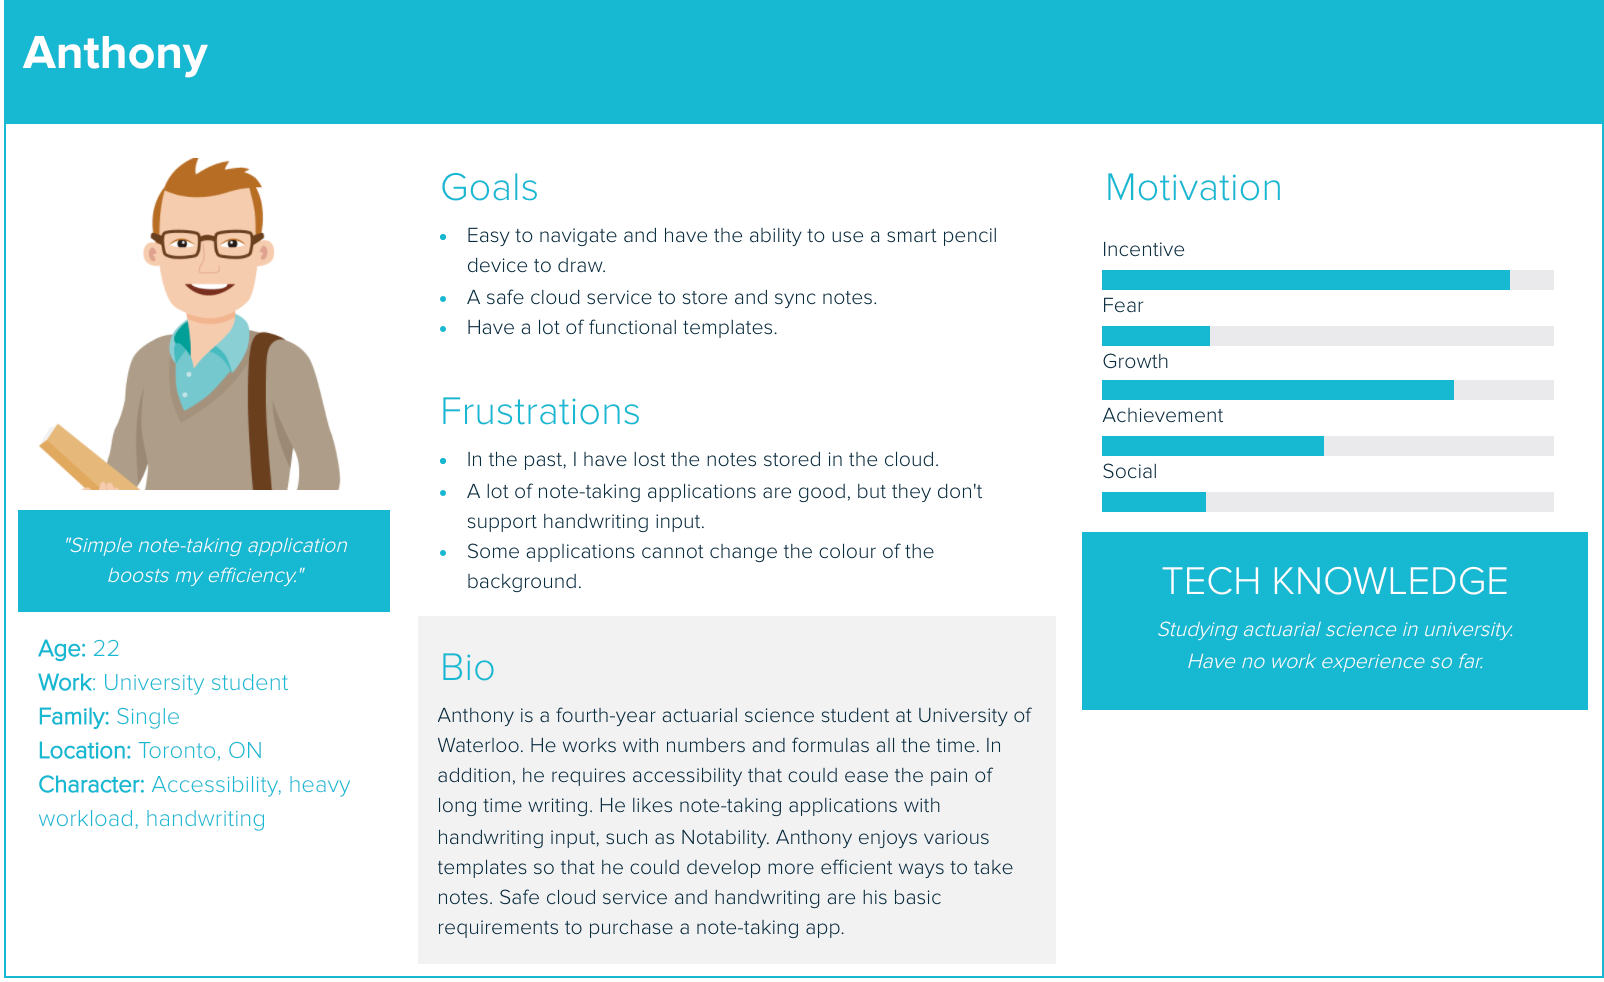 Anthony
"Simple note-taking application
boosts my efficiency."
Age: 22
Work: University student
Family: Single
Location: Toronto, ON
Character: Accessibility, heavy
workload, handwriting
Goals
• Easy to navigate and have the ability to use a smart pencil
device to draw.
• A safe cloud service to store and sync notes.
• Have a lot of functional templates.
Frustrations
• In the past, I have lost the notes stored in the cloud.
• A lot of note-taking applications are good, but they don't
support handwriting input.
• Some applications cannot change the colour of the
background.
Bio
Anthony is a fourth-year actuarial science student at University of
Waterloo. He works with numbers and formulas all the time. In
addition, he requires accessibility that could ease the pain of
long time writing. He likes note-taking applications with
handwriting input, such as Notability. Anthony enjoys various
templates so that he could develop more efficient ways to take
notes. Safe cloud service and handwriting are his basic
requirements to purchase a note-taking app.
Motivation
Incentive
Fear
Growth
Achievement
Social
TECH KNOWLEDGE
Studying actuarial science in university.
Have no work experience so far.